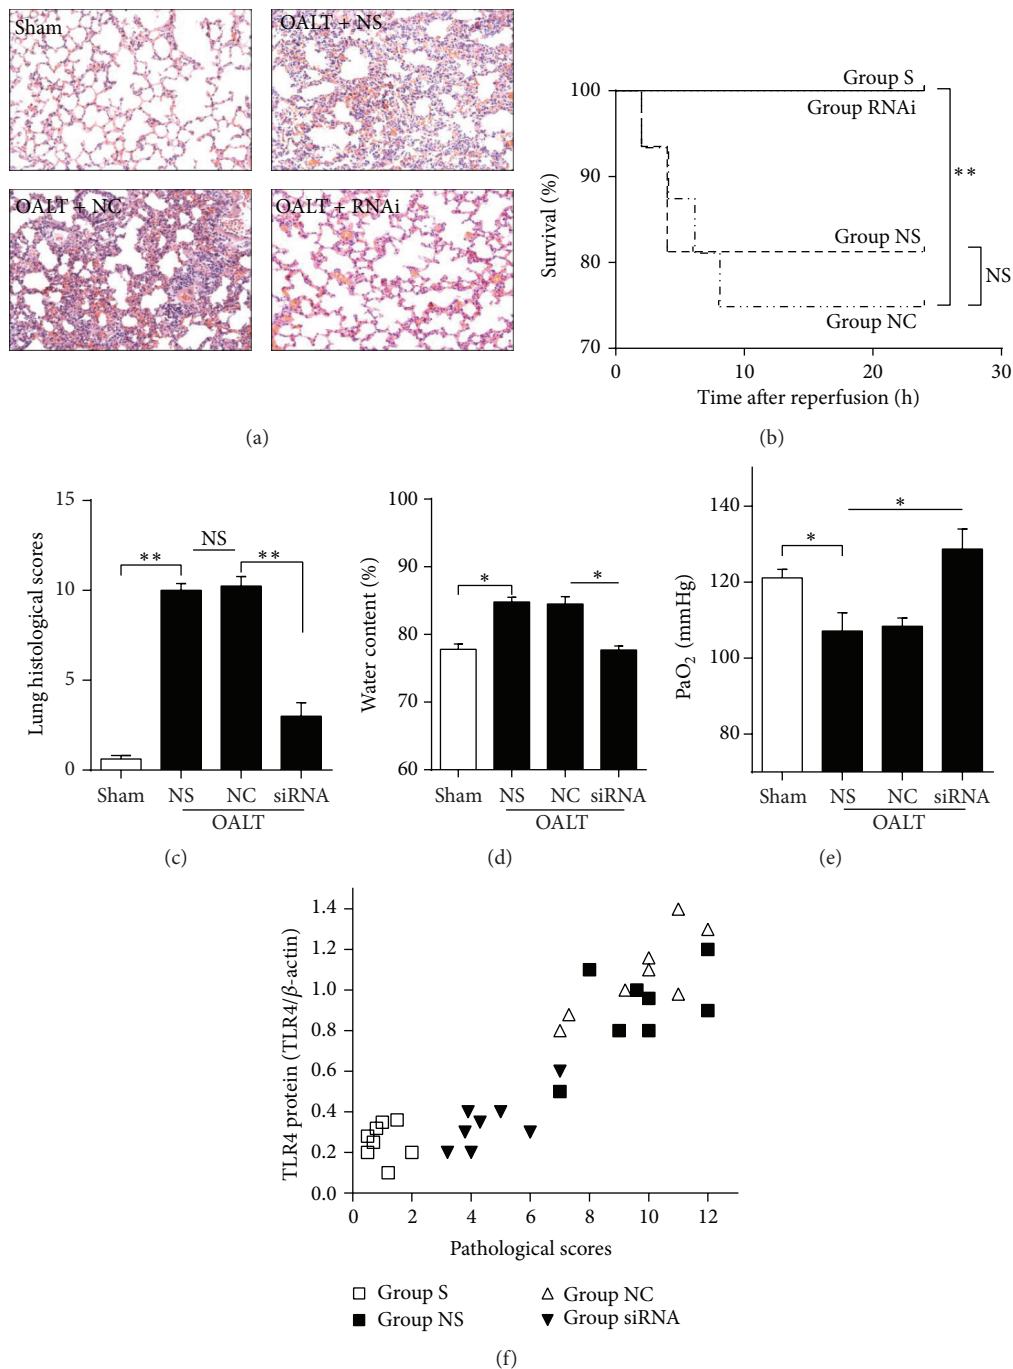 Sham
OALT + NS
OALT + NC
OALT + RNAi
(a)
100
90
80
70
Survival (%)
0
10
20
30
Time after reperfusion (h)
Group S
Group RNAi
Group NS
Group NC
**
NS
(b)
15
10
5
0
Lung histological scores
**
NS
**
Sham
NS
NC
siRNA
OALT
(c)
100
90
80
70
60
Water content (%)
*
*
Sham
NS
NC
siRNA
OALT
(d)
140
120
100
80
PaO₂ (mmHg)
*
*
Sham
NS
NC
siRNA
OALT
(e)
1.4
1.2
1.0
0.8
0.6
0.4
0.2
0.0
TLR4 protein (TLR4/β-actin)
0
2
4
6
8
10
12
Pathological scores
Group S
Group NS
Group NC
Group siRNA
(f)